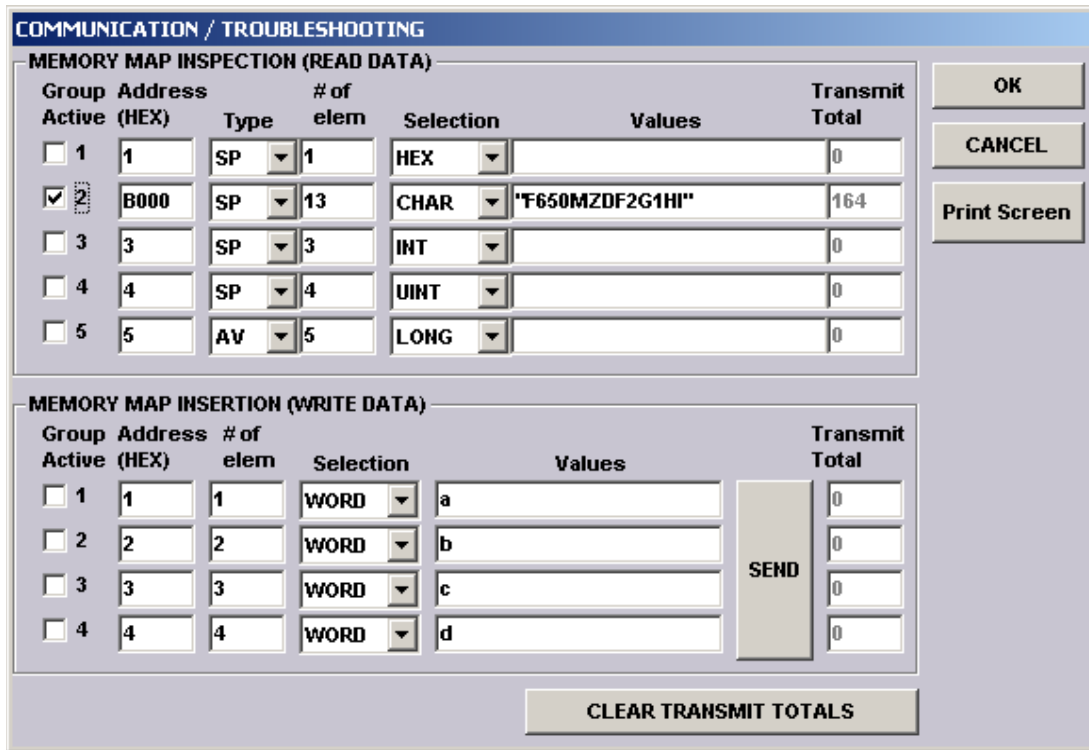 COMMUNICATION / TROUBLESHOOTING
MEMORY MAP INSPECTION (READ DATA)
Group Address # of Transmit
Active (HEX) Type elem Selection Values Total
1 1 SP 1 HEX 0
2 B000 SP 13 CHAR "F650MZDF2G1HI" 164
3 3 SP 3 INT 0
4 4 SP 4 UINT 0
5 5 AV 5 LONG 0
OK
CANCEL
Print Screen
MEMORY MAP INSERTION (WRITE DATA)
Group Address # of Transmit
Active (HEX) elem Selection Values Total
1 1 1 WORD a 0
2 2 2 WORD b 0
3 3 3 WORD c 0
4 4 4 WORD d 0
SEND
CLEAR TRANSMIT TOTALS